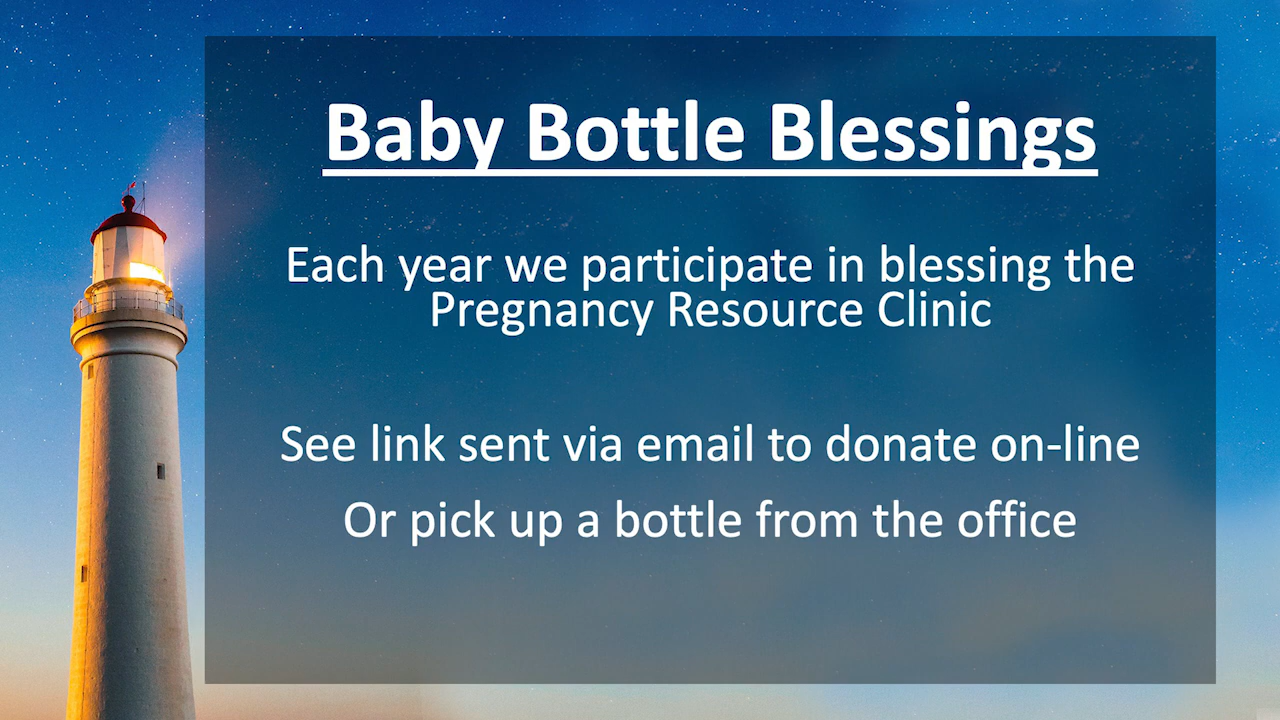 Baby Bottle Blessings
Each year we participate in blessing the
Pregnancy Resource Clinic
See link sent via email to donate on-line
Or pick up a bottle from the office